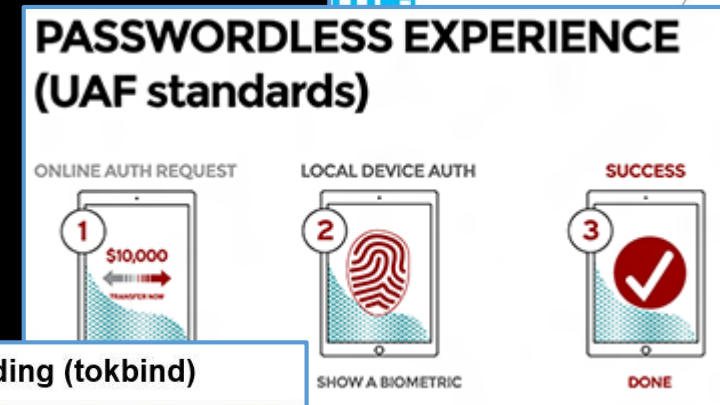 PASSWORDLESS EXPERIENCE
(UAF standards)
ONLINE AUTH REQUEST
LOCAL DEVICE AUTH
SUCCESS
1
$10,000
TRANSFER NOW
2
3
ding (tokbind)
SHOW A BIOMETRIC
DONE